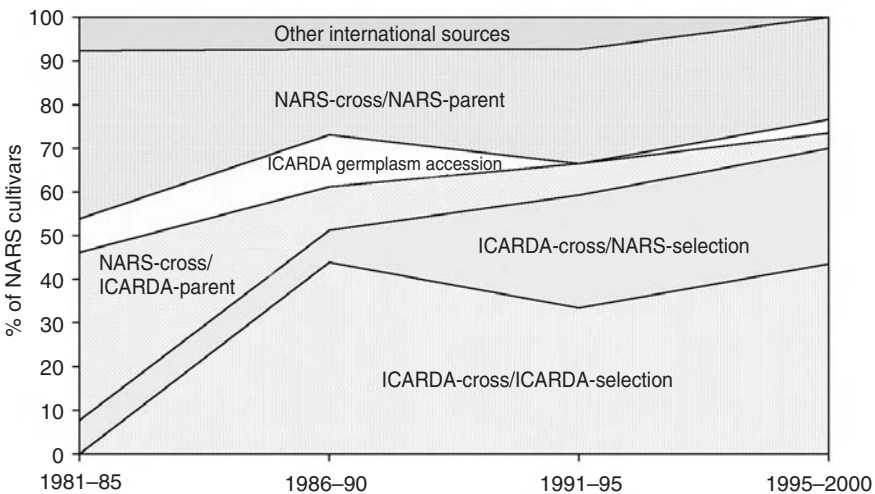 % of NARS cultivars
100
90
80
70
60
50
40
30
20
10
0
Other international sources
NARS-cross/NARS-parent
ICARDA germplasm accession
NARS-cross/
ICARDA-parent
ICARDA-cross/NARS-selection
ICARDA-cross/ICARDA-selection
1981–85
1986–90
1991–95
1995–2000